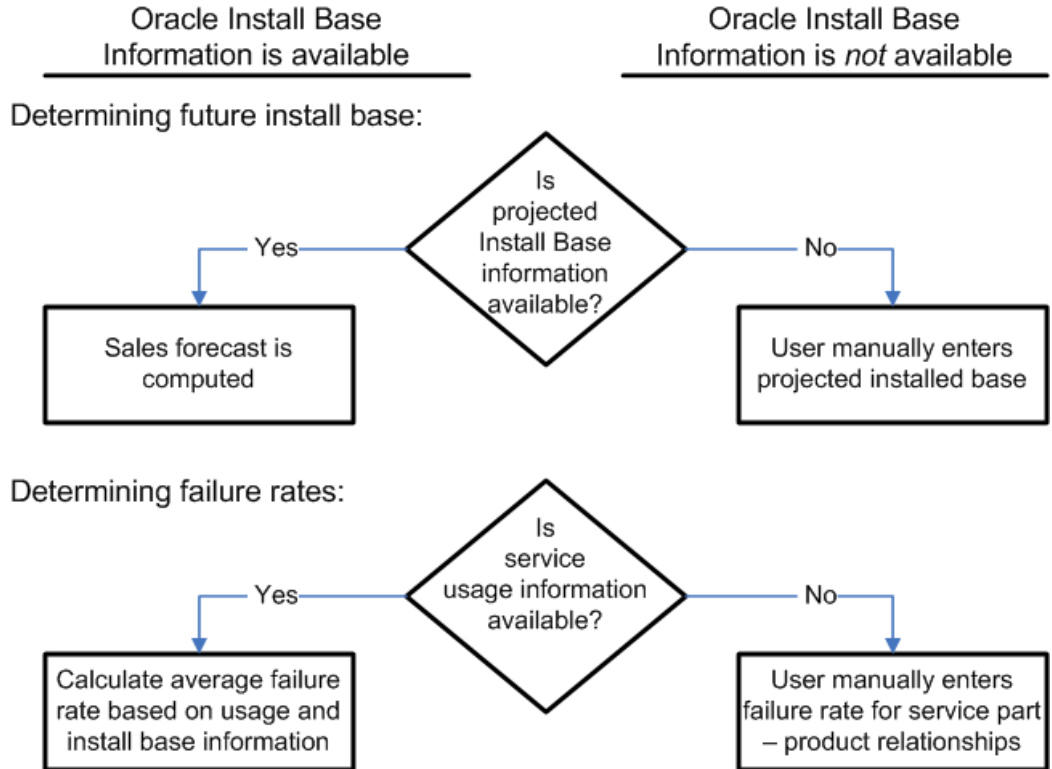 Oracle Install Base
Information is available
Oracle Install Base
Information is not available
Determining future install base:
Is
projected
Install Base
information
available?
Yes
No
Sales forecast is
computed
User manually enters
projected installed base
Determining failure rates:
Is
service
usage information
available?
Yes
No
Calculate average failure
rate based on usage and
install base information
User manually enters
failure rate for service part
– product relationships